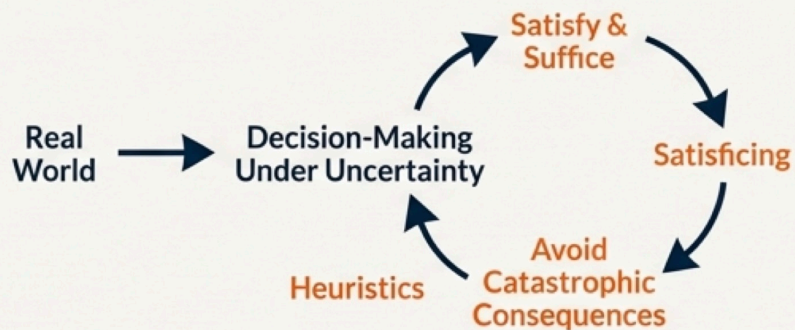 Satisfy &
Suffice
Real
World
Decision-Making
Under Uncertainty
Satisficing
Avoid
Catastrophic
Consequences
Heuristics